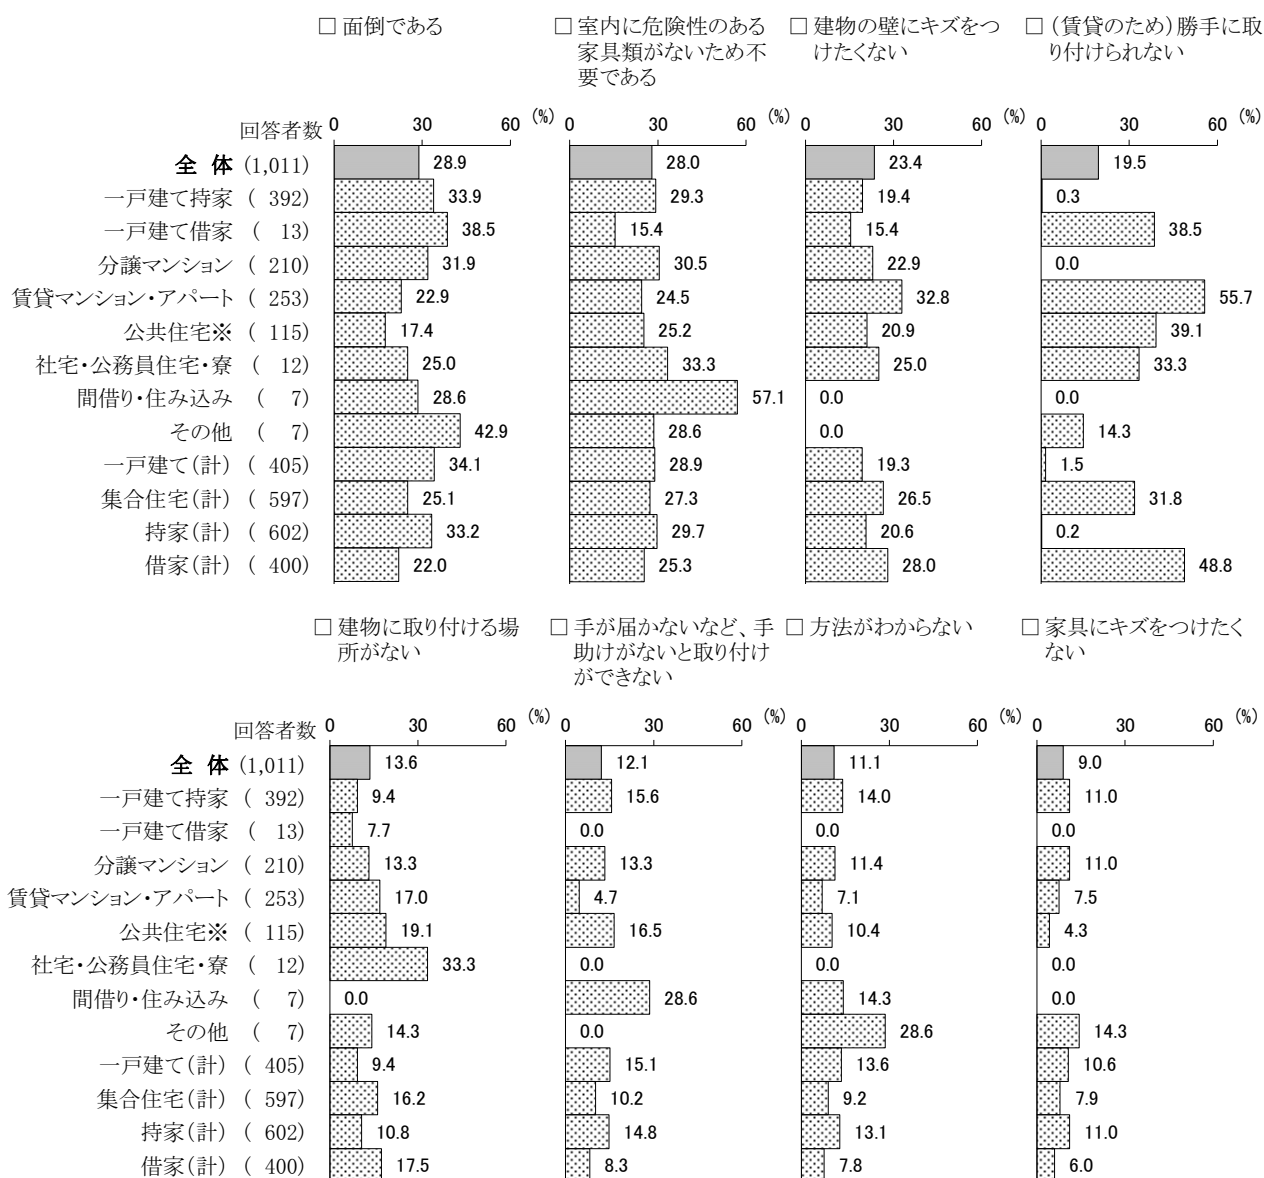 □ 面倒である
□ 室内に危険性のある
家具類がないため不
要である
□ 建物の壁にキズをつ
けたくない
□ (賃貸のため)勝手に取
り付けられない
回答者数 0 30 60 (%) 0 30 60 (%) 0 30 60 (%) 0 30 60 (%)
全 体 (1,011) 28.9 28.0 23.4 19.5
一戸建て持家 ( 392) 33.9 29.3 19.4 0.3
一戸建て借家 ( 13) 38.5 15.4 15.4 38.5
分譲マンション ( 210) 31.9 30.5 22.9 0.0
賃貸マンション・アパート ( 253) 22.9 24.5 32.8 55.7
公共住宅※ ( 115) 17.4 25.2 20.9 39.1
社宅・公務員住宅・寮 ( 12) 25.0 33.3 25.0 33.3
間借り・住み込み ( 7) 28.6 57.1 0.0 0.0
その他 ( 7) 42.9 28.6 0.0 14.3
一戸建て(計) ( 405) 34.1 28.9 19.3 1.5
集合住宅(計) ( 597) 25.1 27.3 26.5 31.8
持家(計) ( 602) 33.2 29.7 20.6 0.2
借家(計) ( 400) 22.0 25.3 28.0 48.8
□ 建物に取り付ける場
所がない
□ 手が届かないなど、手
助けがないと取り付け
ができない
□ 方法がわからない
□ 家具にキズをつけたく
ない
回答者数 0 30 60 (%) 0 30 60 (%) 0 30 60 (%) 0 30 60 (%)
全 体 (1,011) 13.6 12.1 11.1 9.0
一戸建て持家 ( 392) 9.4 15.6 14.0 11.0
一戸建て借家 ( 13) 7.7 0.0 0.0 0.0
分譲マンション ( 210) 13.3 13.3 11.4 11.0
賃貸マンション・アパート ( 253) 17.0 4.7 7.1 7.5
公共住宅※ ( 115) 19.1 16.5 10.4 4.3
社宅・公務員住宅・寮 ( 12) 33.3 0.0 0.0 0.0
間借り・住み込み ( 7) 0.0 28.6 14.3 0.0
その他 ( 7) 14.3 0.0 28.6 14.3
一戸建て(計) ( 405) 9.4 15.1 13.6 10.6
集合住宅(計) ( 597) 16.2 10.2 9.2 7.9
持家(計) ( 602) 10.8 14.8 13.1 11.0
借家(計) ( 400) 17.5 8.3 7.8 6.0